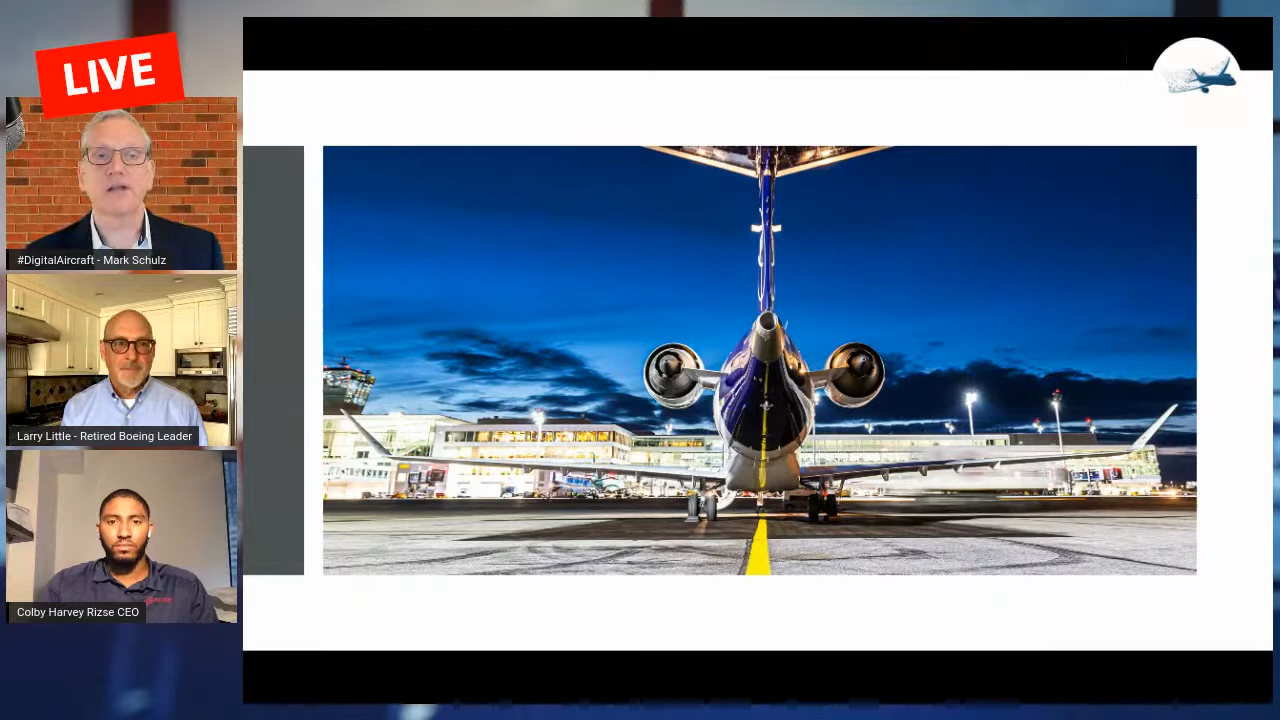 LIVE
#DigitalAircraft - Mark Schulz
Larry Little - Retired Boeing Leader
Colby Harvey Rizse CEO